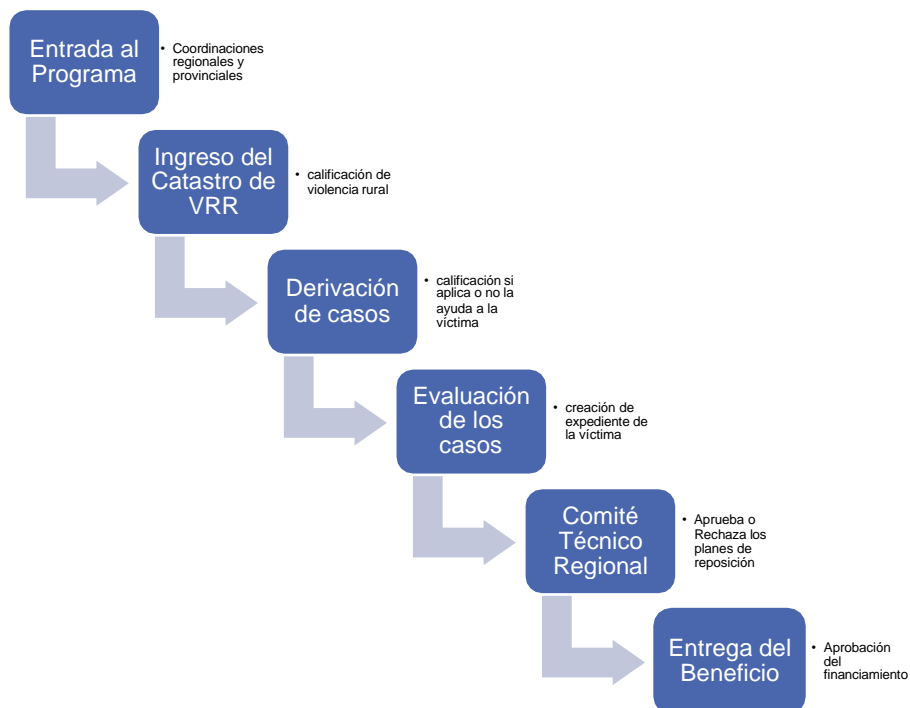 Entrada al
Programa
• Coordinaciones
regionales y
provinciales
Ingreso del
Catastro de
VRR
• calificación de
violencia rural
Derivación
de casos
• calificación si
aplica o no la
ayuda a la
víctima
Evaluación
de los
casos
• creación de
expediente de
la víctima
Comité
Técnico
Regional
• Aprueba o
Rechaza los
planes de
reposición
Entrega del
Beneficio
• Aprobación
del
financiamiento